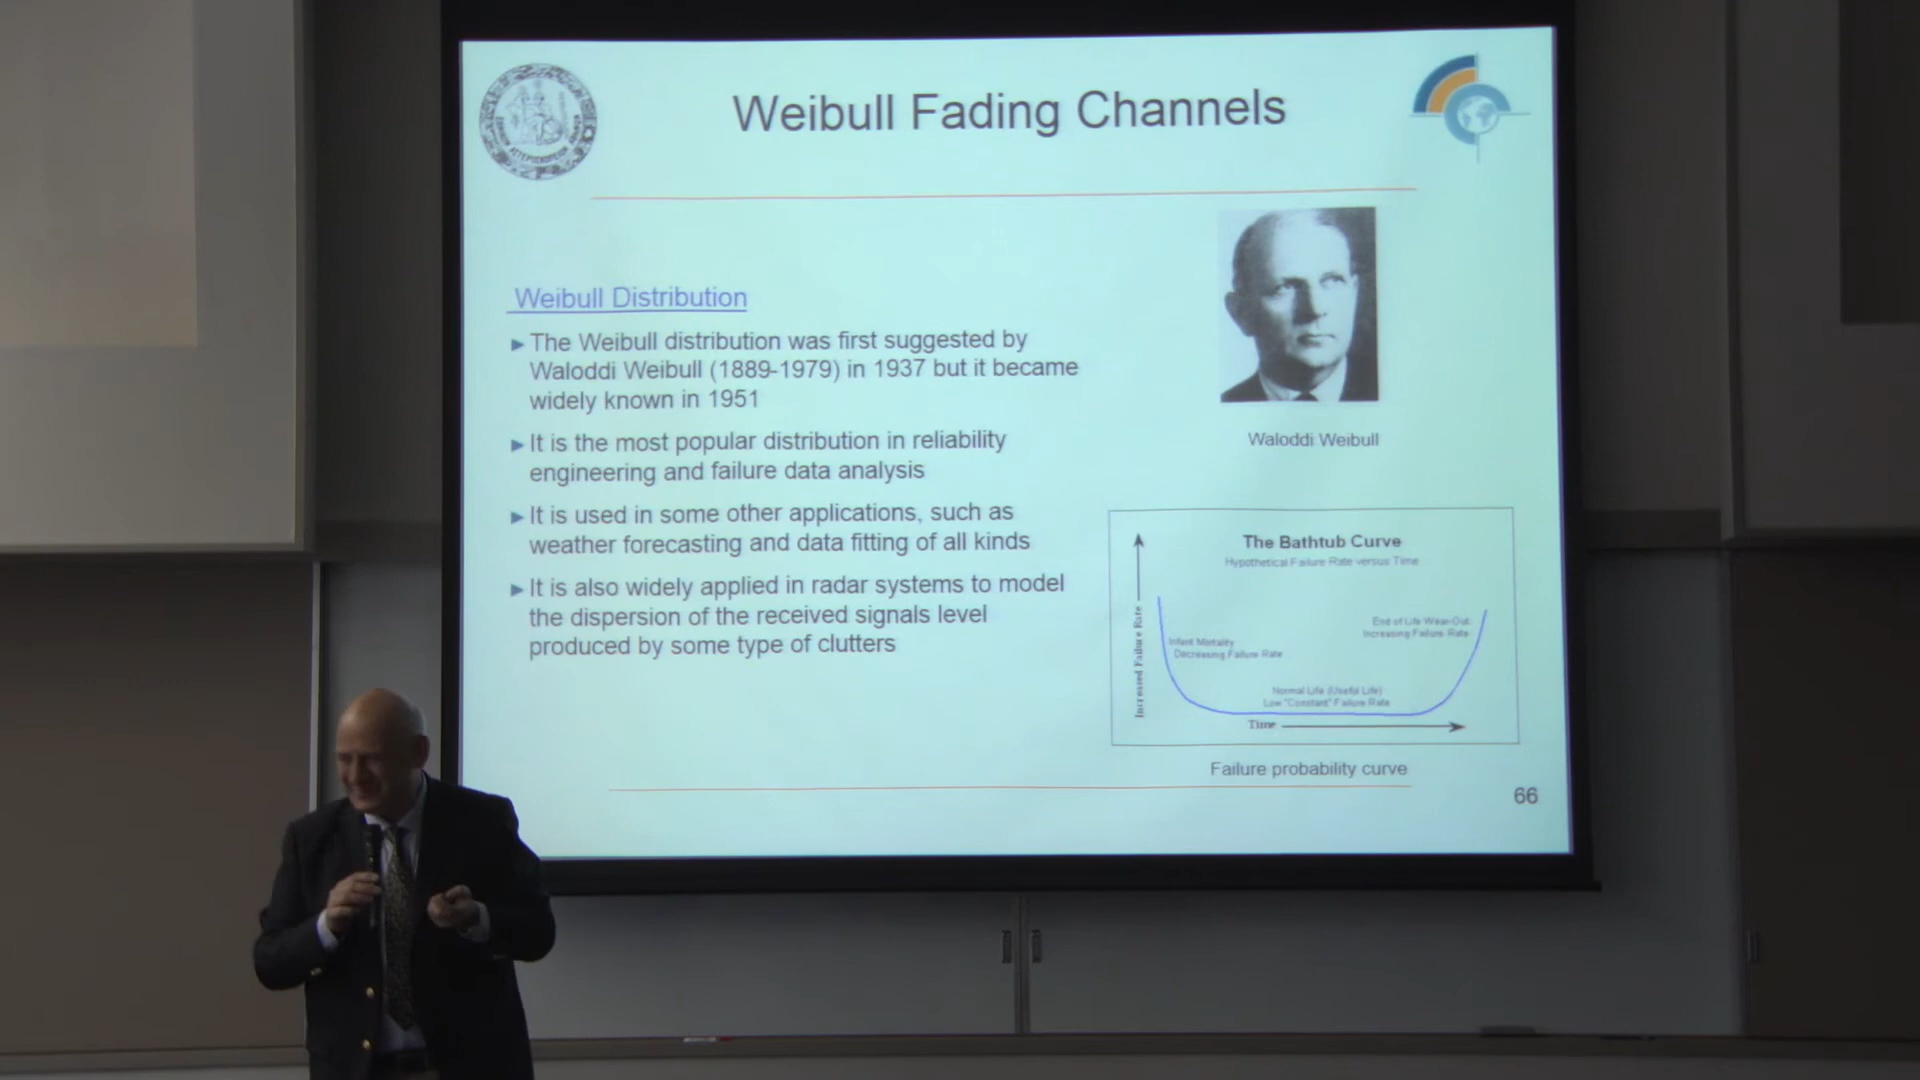 Weibull Fading Channels
Weibull Distribution
►The Weibull distribution was first suggested by
Waloddi Weibull (1889-1979) in 1937 but it became
widely known in 1951
►It is the most popular distribution in reliability
engineering and failure data analysis
►It is used in some other applications, such as
weather forecasting and data fitting of all kinds
►It is also widely applied in radar systems to model
the dispersion of the received signals level
produced by some type of clutters
Waloddi Weibull
The Bathtub Curve
Hypothetical Failure Rate versus Time
Increased Failure Rate
Infant Mortality
Decreasing Failure Rate
End of Life Wear-Out
Increasing Failure Rate
Normal Life (Useful Life)
Low "Constant" Failure Rate
Time
Failure probability curve
66